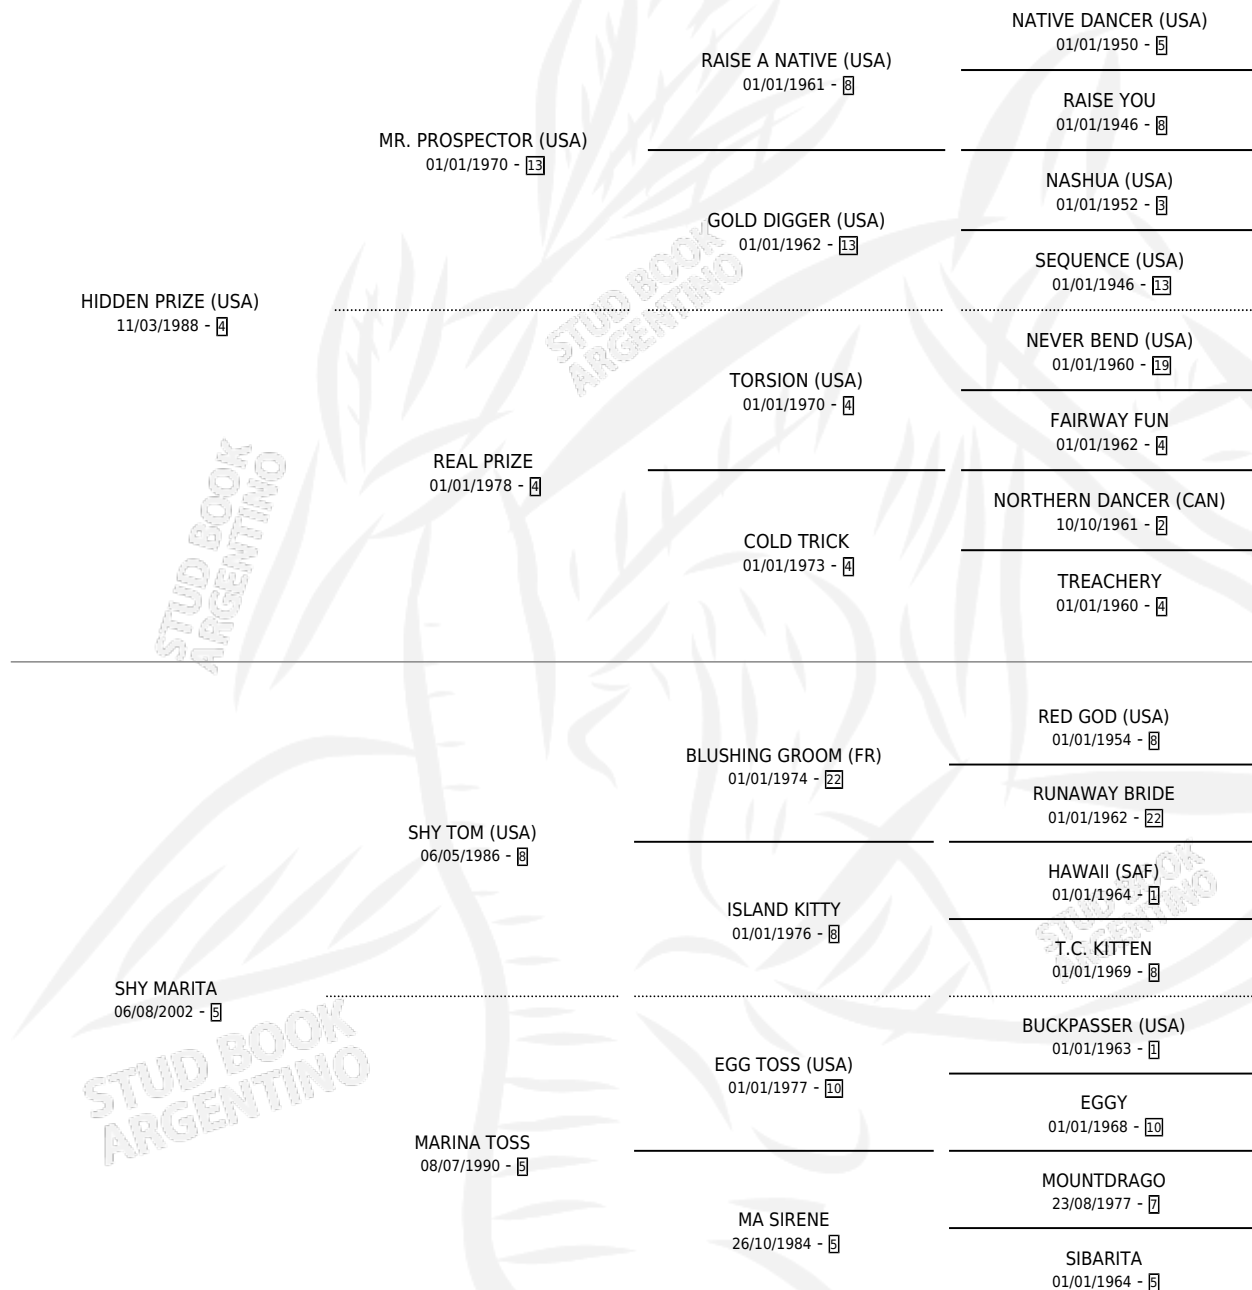 NATIVE DANCER (USA)
01/01/1950 - 5
RAISE A NATIVE (USA)
01/01/1961 - 8
RAISE YOU
01/01/1946 - 8
MR. PROSPECTOR (USA)
01/01/1970 - 13
NASHUA (USA)
01/01/1952 - 3
GOLD DIGGER (USA)
01/01/1962 - 13
SEQUENCE (USA)
01/01/1946 - 13
HIDDEN PRIZE (USA)
11/03/1988 - 4
NEVER BEND (USA)
01/01/1960 - 19
TORSION (USA)
01/01/1970 - 4
FAIRWAY FUN
01/01/1962 - 4
REAL PRIZE
01/01/1978 - 4
NORTHERN DANCER (CAN)
10/10/1961 - 2
COLD TRICK
01/01/1973 - 4
TREACHERY
01/01/1960 - 4
RED GOD (USA)
01/01/1954 - 8
BLUSHING GROOM (FR)
01/01/1974 - 22
RUNAWAY BRIDE
01/01/1962 - 22
SHY TOM (USA)
06/05/1986 - 8
HAWAII (SAF)
01/01/1964 - 1
ISLAND KITTY
01/01/1976 - 8
T.C. KITTEN
01/01/1969 - 8
SHY MARITA
06/08/2002 - 5
BUCKPASSER (USA)
01/01/1963 - 1
EGG TOSS (USA)
01/01/1977 - 10
EGGY
01/01/1968 - 10
MARINA TOSS
08/07/1990 - 5
MOUNTDRAGO
23/08/1977 - 7
MA SIRENE
26/10/1984 - 5
SIBARITA
01/01/1964 - 5
STUD BOOK
ARGENTINO
STUD BOOK
ARGENTINO
STUD BOOK
ARGENTINO
STUD BOOK
ARGENTINO